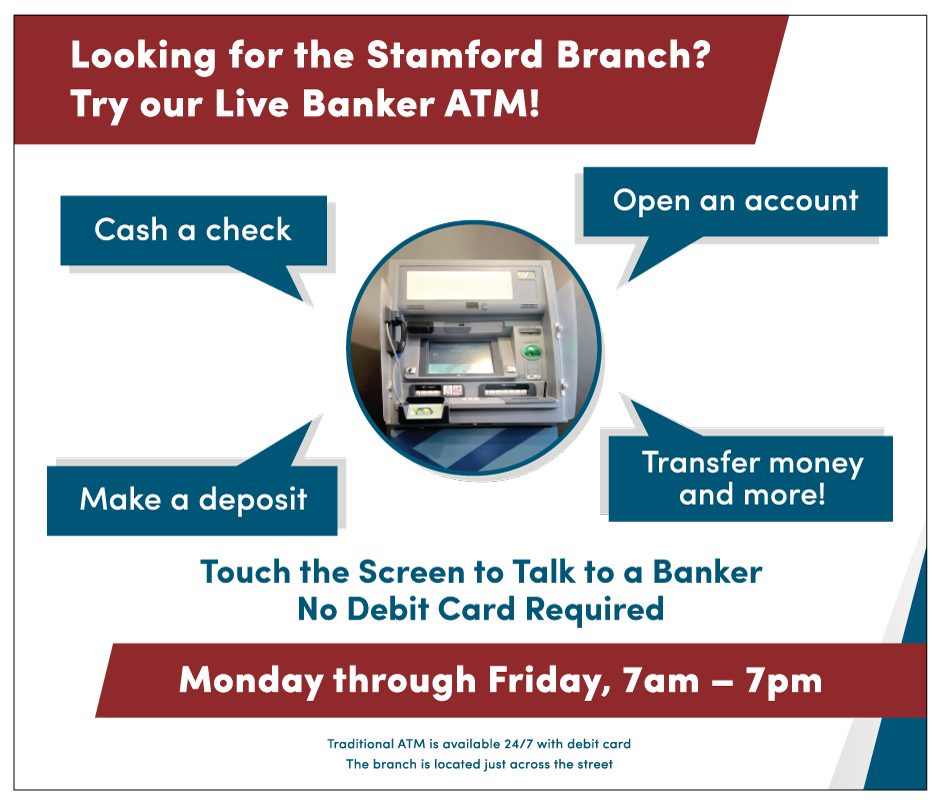 Looking for the Stamford Branch?
Try our Live Banker ATM!
Cash a check
Open an account
Make a deposit
Transfer money
and more!
Touch the Screen to Talk to a Banker
No Debit Card Required
Monday through Friday, 7am – 7pm
Traditional ATM is available 24/7 with debit card
The branch is located just across the street